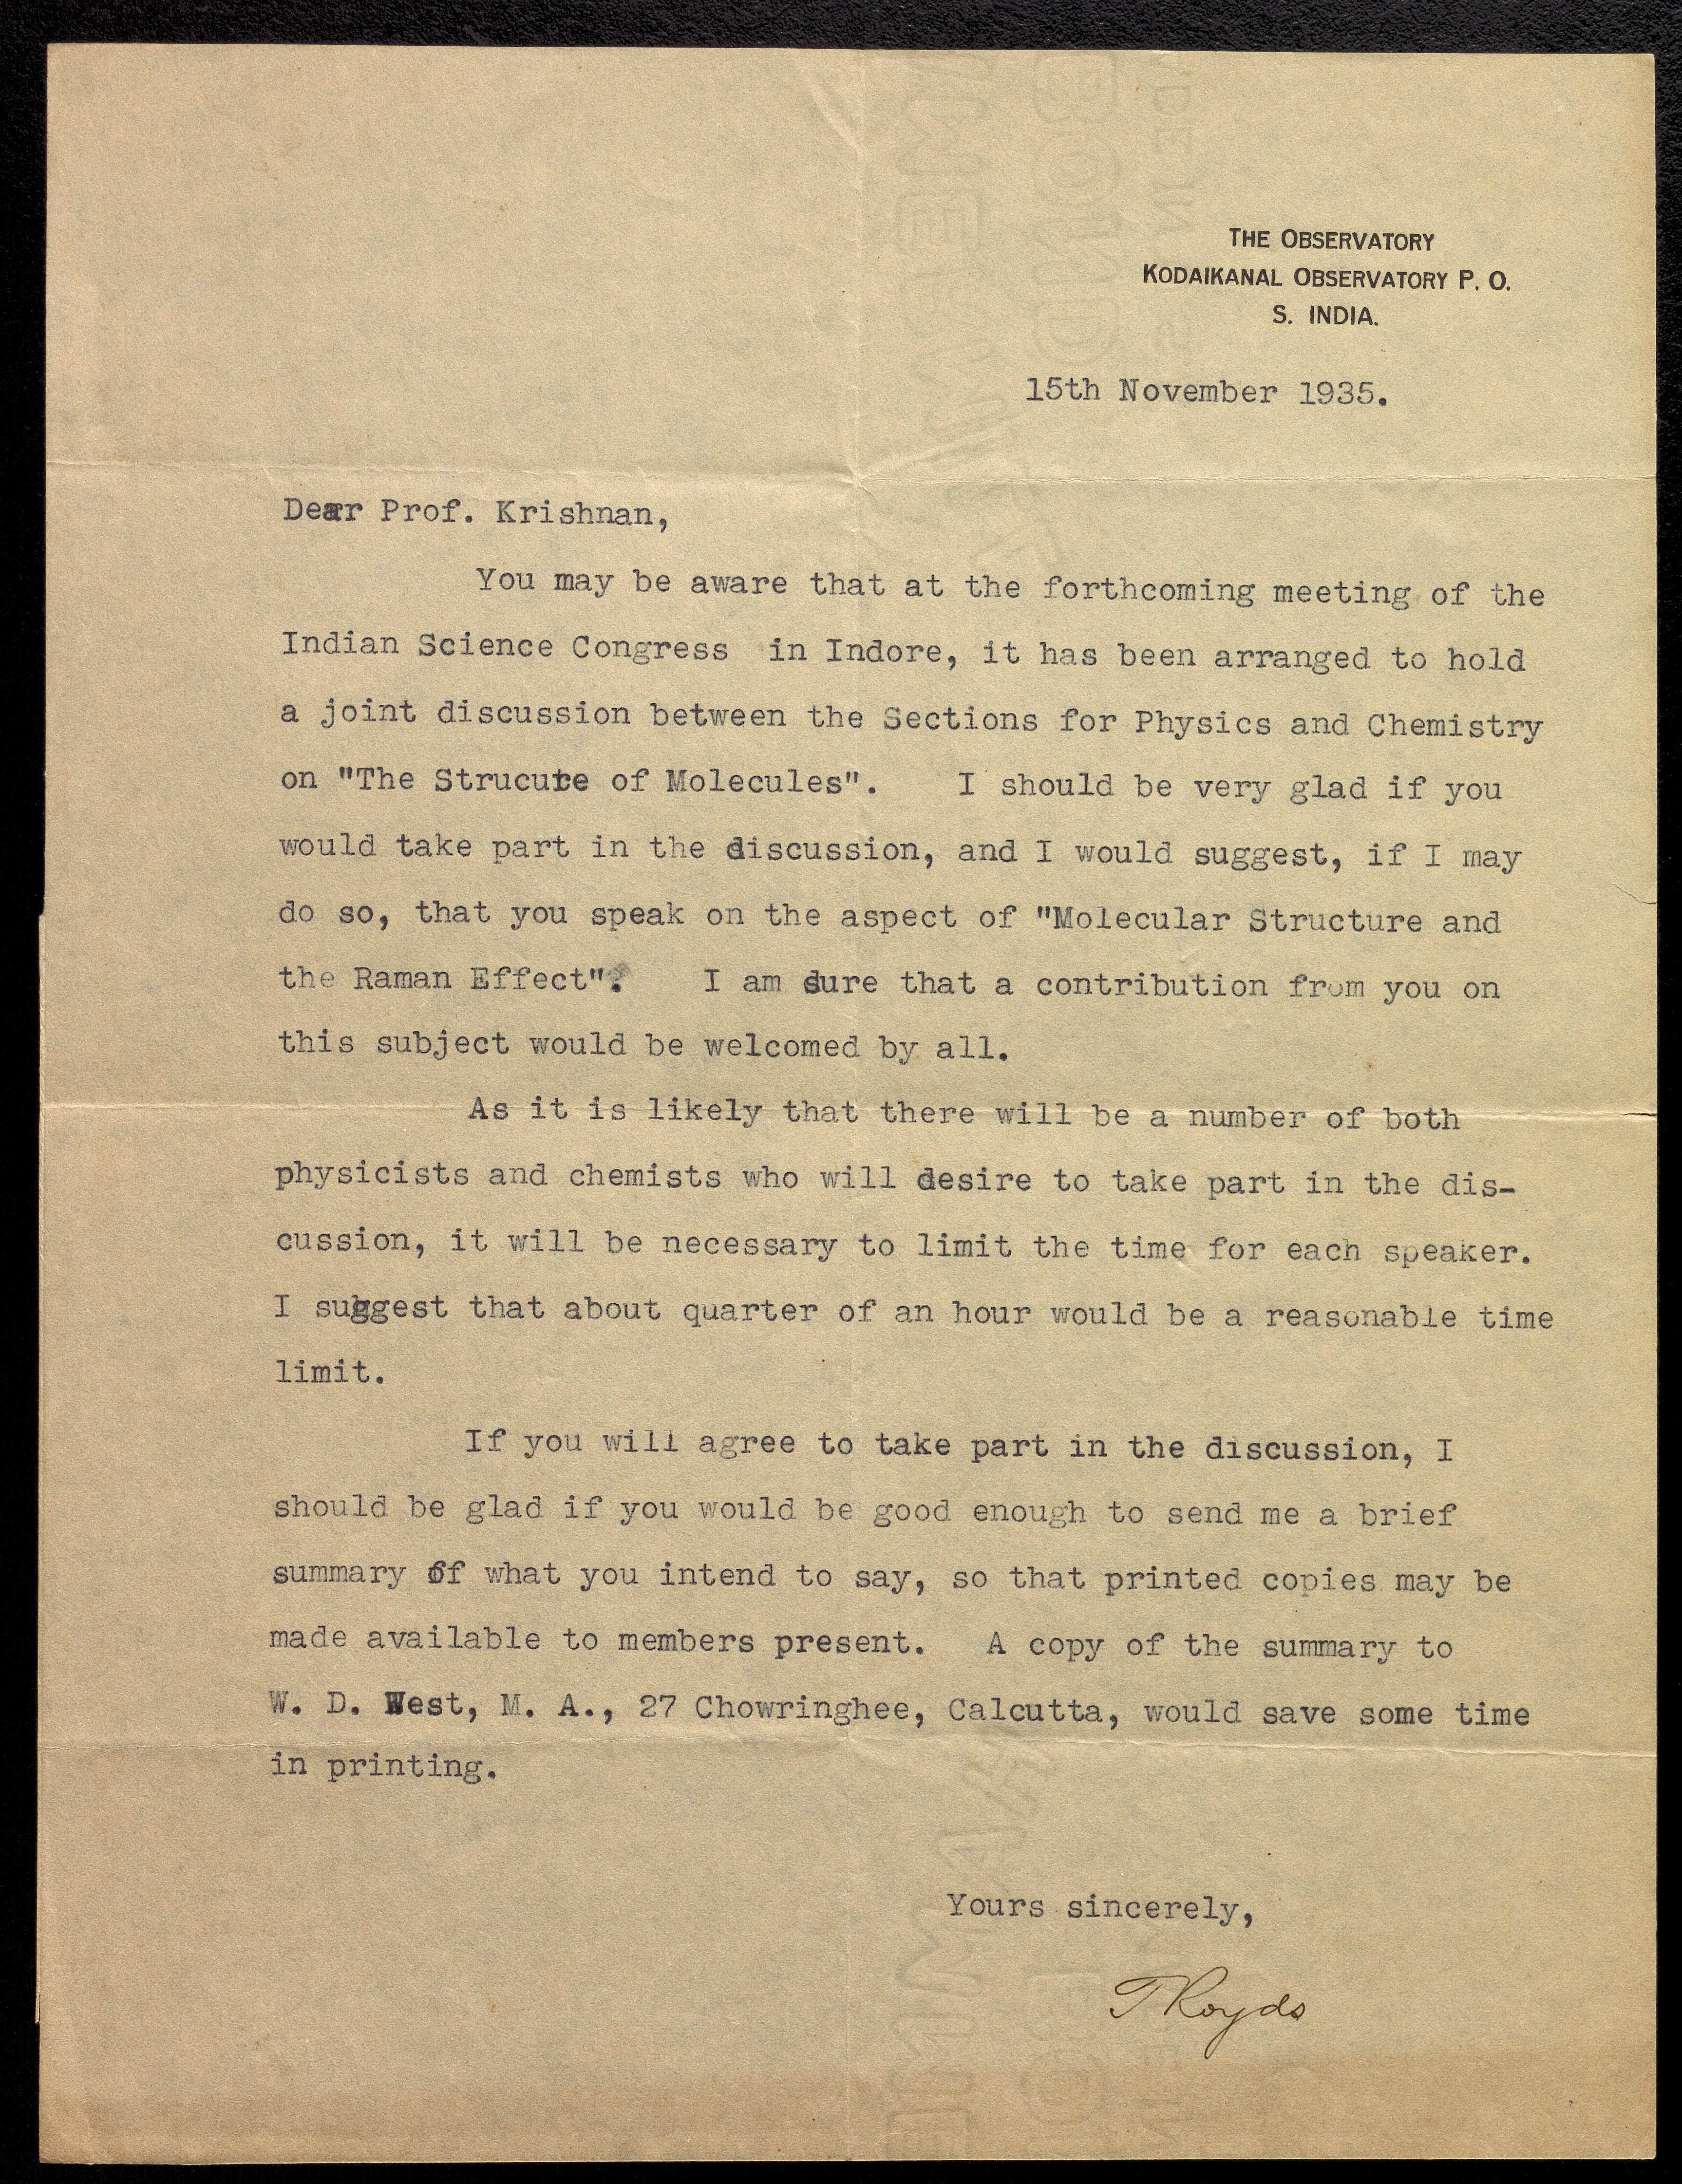 THE OBSERVATORY
KODAIKANAL OBSERVATORY P. O.
S. INDIA.
15th November 1935.
Dear Prof. Krishnan,
You may be aware that at the forthcoming meeting of the
Indian Science Congress in Indore, it has been arranged to hold
a joint discussion between the Sections for Physics and Chemistry
on "The Strucute of Molecules". I should be very glad if you
would take part in the discussion, and I would suggest, if I may
do so, that you speak on the aspect of "Molecular Structure and
the Raman Effect". I am sure that a contribution from you on
this subject would be welcomed by all.
As it is likely that there will be a number of both
physicists and chemists who will desire to take part in the dis-
cussion, it will be necessary to limit the time for each speaker.
I suggest that about quarter of an hour would be a reasonable time
limit.
If you will agree to take part in the discussion, I
should be glad if you would be good enough to send me a brief
summary of what you intend to say, so that printed copies may be
made available to members present. A copy of the summary to
W. D. West, M. A., 27 Chowringhee, Calcutta, would save some time
in printing.
Yours sincerely,
T Royds